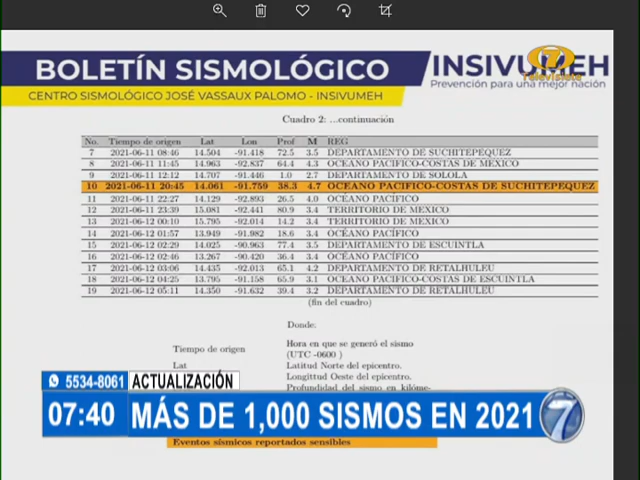 BOLETÍN SISMOLÓGICO
CENTRO SISMOLÓGICO JOSÉ VASSAUX PALOMO - INSIVUMEH
INSIVUMEH
Prevención para una mejor nación
7
Televisiete
Cuadro 2: ...continuación
No. Tiempo de origen Lat Lon Prof M REG
7 2021-06-11 08:46 14.504 -91.418 72.5 3.5 DEPARTAMENTO DE SUCHITEPEQUEZ
8 2021-06-11 11:45 14.963 -92.837 64.4 4.3 OCEANO PACIFICO-COSTAS DE MEXICO
9 2021-06-11 12:12 14.707 -91.446 1.0 2.7 DEPARTAMENTO DE SOLOLA
10 2021-06-11 20:45 14.061 -91.759 38.3 4.7 OCEANO PACIFICO-COSTAS DE SUCHITEPEQUEZ
11 2021-06-11 22:27 14.129 -92.893 26.5 4.0 OCÉANO PACÍFICO
12 2021-06-11 23:39 15.081 -92.441 80.9 3.4 TERRITORIO DE MEXICO
13 2021-06-12 00:10 15.795 -92.014 14.2 3.4 TERRITORIO DE MEXICO
14 2021-06-12 01:57 13.949 -91.982 18.6 3.4 OCÉANO PACÍFICO
15 2021-06-12 02:29 14.025 -90.963 77.4 3.5 DEPARTAMENTO DE ESCUINTLA
16 2021-06-12 02:46 13.267 -90.420 36.4 3.4 OCÉANO PACÍFICO
17 2021-06-12 03:06 14.435 -92.013 65.1 4.2 DEPARTAMENTO DE RETALHULEU
18 2021-06-12 04:25 13.795 -91.158 65.9 3.1 OCEANO PACIFICO-COSTAS DE ESCUINTLA
19 2021-06-12 05:11 14.350 -91.632 39.4 3.2 DEPARTAMENTO DE RETALHULEU
(fin del cuadro)
Donde:
Tiempo de origen Hora en que se generó el sismo
(UTC -0600 )
Lat Latitud Norte del epicentro.
Longitud Oeste del epicentro.
Profundidad del sismo en kilóme-
5534-8061 ACTUALIZACIÓN
07:40 MÁS DE 1,000 SISMOS EN 2021 7
Eventos sísmicos reportados sensibles